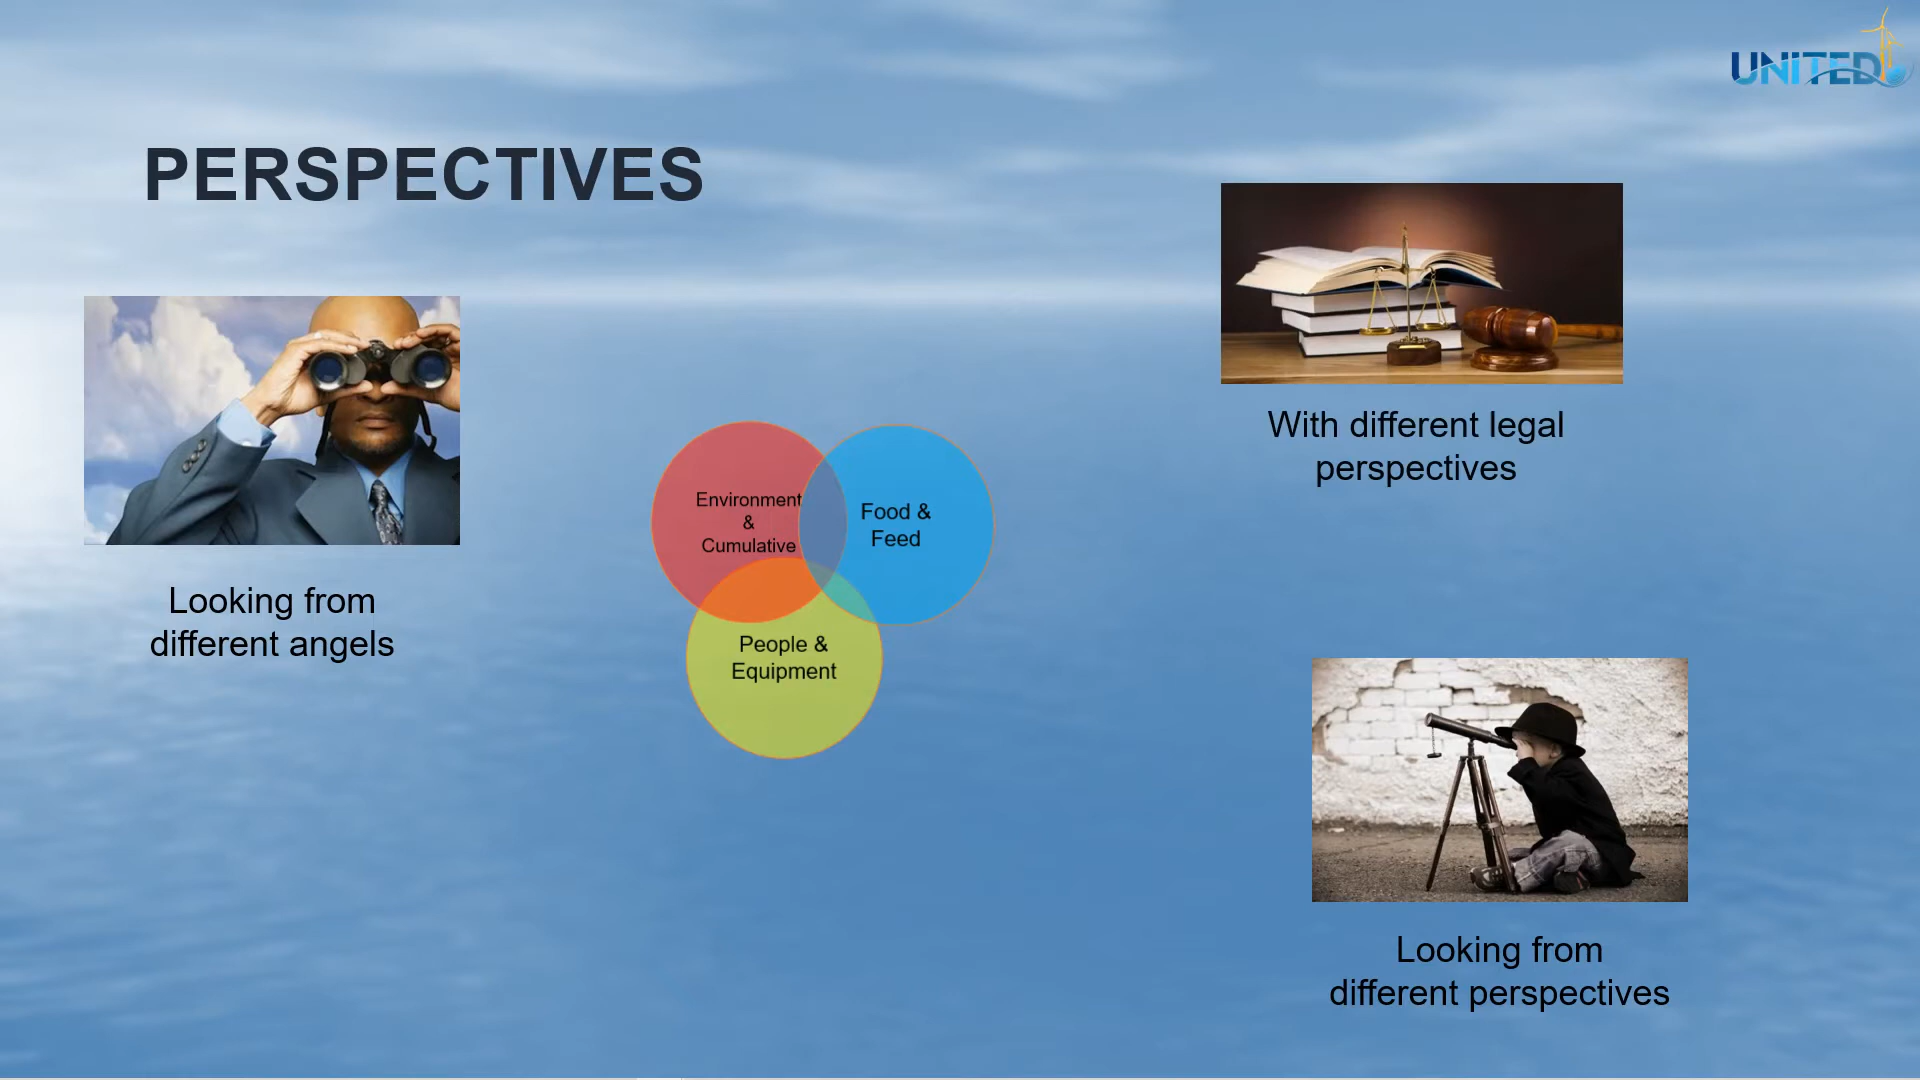 UNITED
PERSPECTIVES
Looking from
different angels
Environment
&
Cumulative
Food &
Feed
People &
Equipment
With different legal
perspectives
Looking from
different perspectives